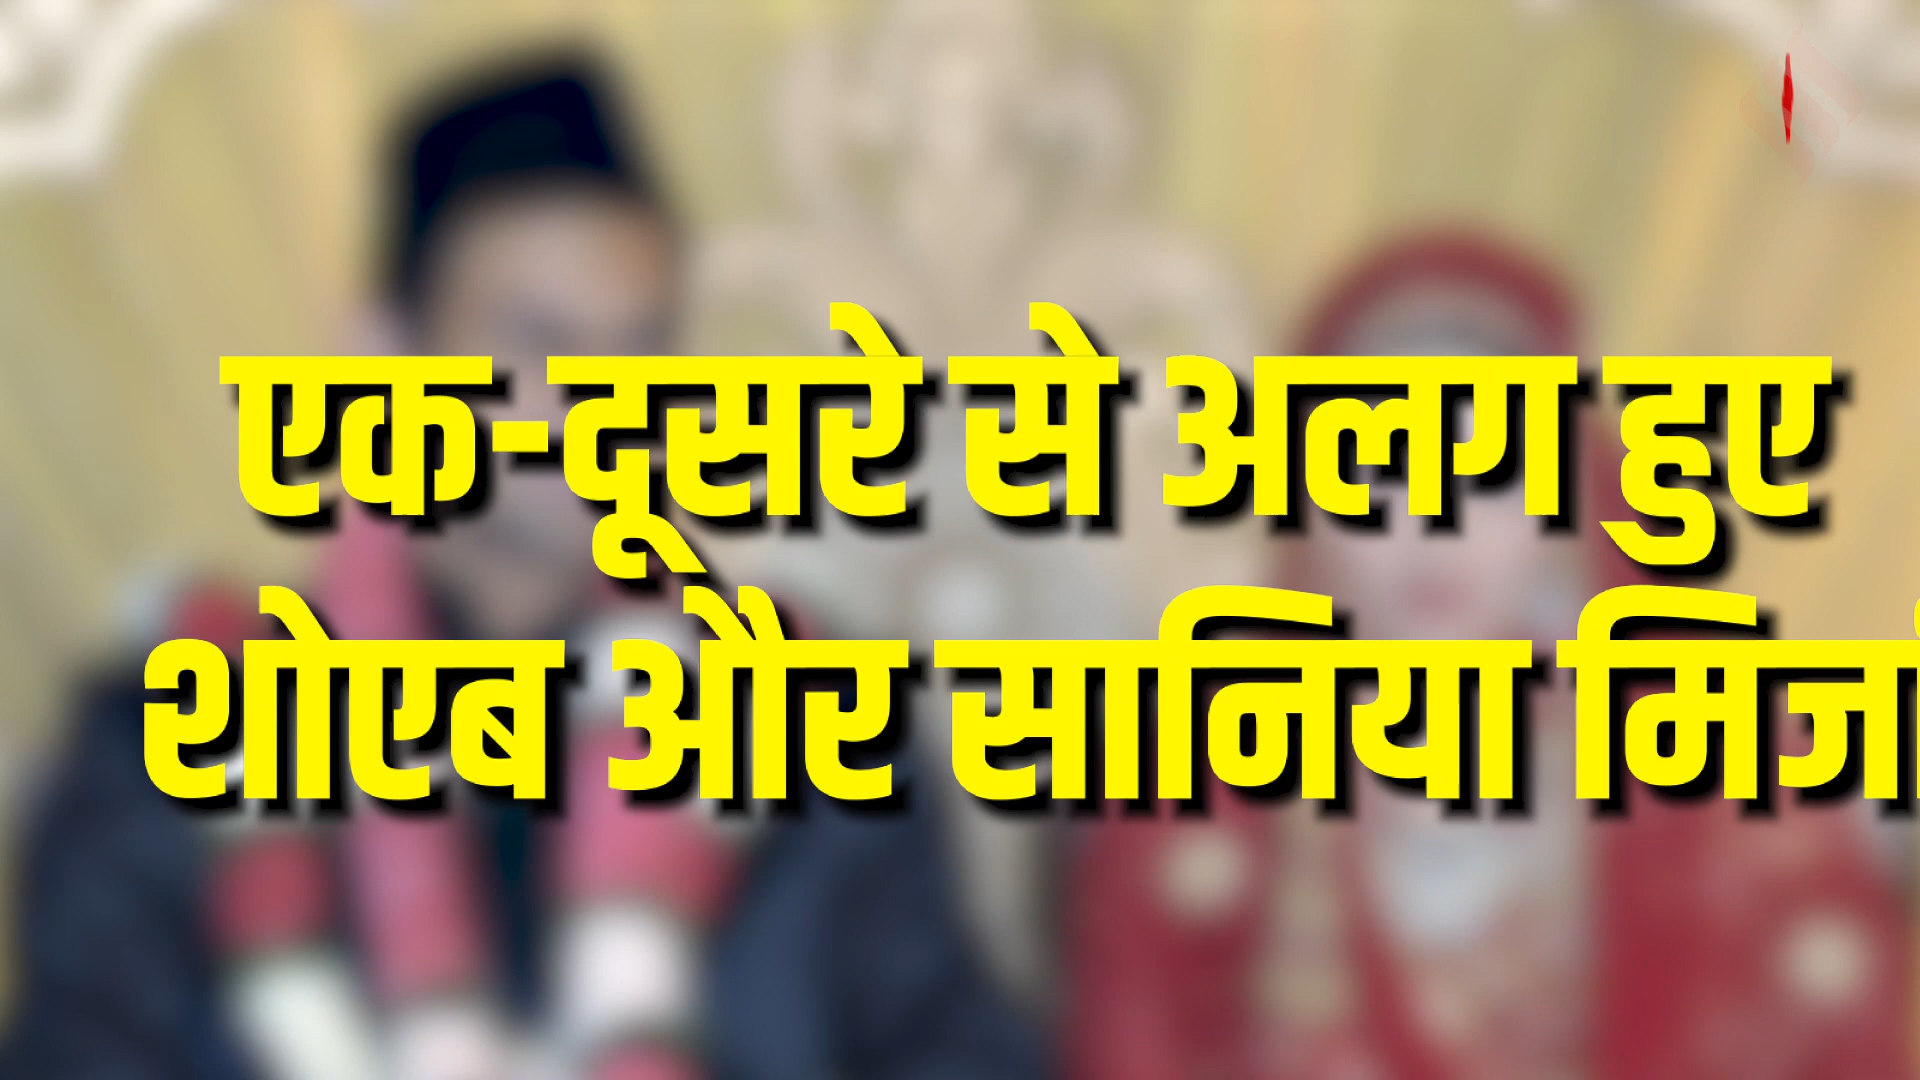 एक-दूसरे से अलग हुए
शोएब और सानिया